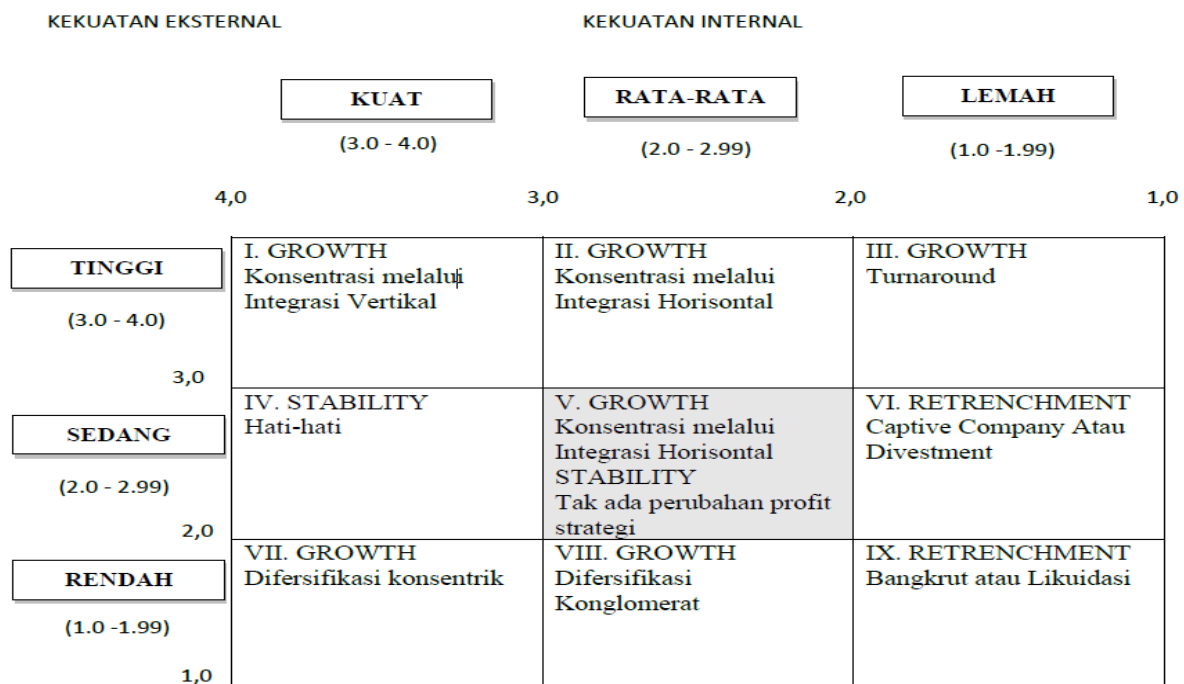 KEKUATAN EKSTERNAL
KEKUATAN INTERNAL
KUAT
RATA-RATA
LEMAH
(3.0 - 4.0)
(2.0 - 2.99)
(1.0 -1.99)
4,0
3,0
2,0
1,0
TINGGI
(3.0 - 4.0)
3,0
I. GROWTH
Konsentrasi melalui
Integrasi Vertikal
II. GROWTH
Konsentrasi melalui
Integrasi Horisontal
III. GROWTH
Turnaround
SEDANG
(2.0 - 2.99)
2,0
IV. STABILITY
Hati-hati
V. GROWTH
Konsentrasi melalui
Integrasi Horisontal
STABILITY
Tak ada perubahan profit
strategi
VI. RETRENCHMENT
Captive Company Atau
Divestment
RENDAH
(1.0 -1.99)
1,0
VII. GROWTH
Difersifikasi konsentrik
VIII. GROWTH
Difersifikasi
Konglomerat
IX. RETRENCHMENT
Bangkrut atau Likuidasi